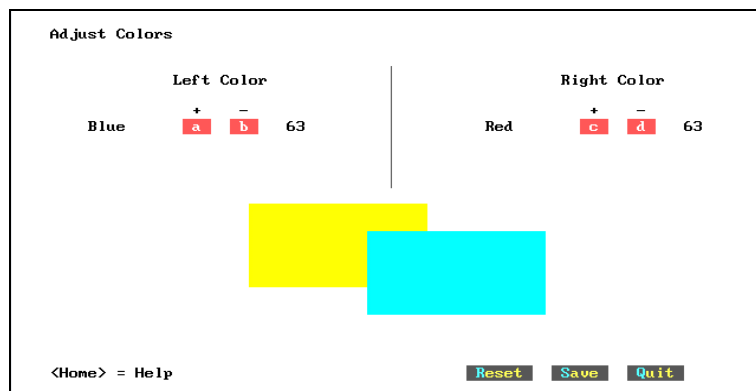 Adjust Colors
Left Color Right Color
+ - + -
Blue a b 63 Red c d 63
<Home> = Help Reset Save Quit